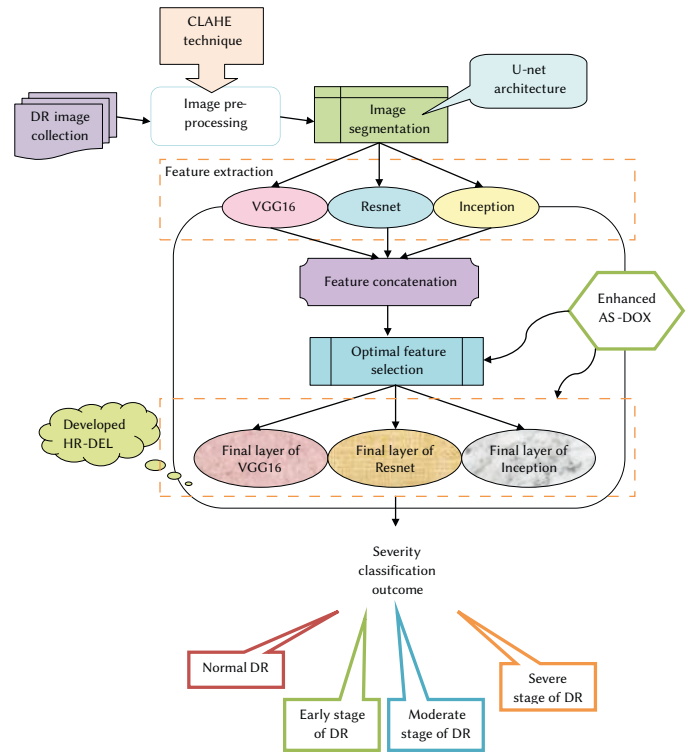 CLAHE
technique
U-net
architecture
DR image
collection
Image pre-
processing
Image
segmentation
Feature extraction
VGG16
Resnet
Inception
Feature concatenation
Enhanced
AS-DOX
Optimal feature
selection
Developed
HR-DEL
Final layer of
VGG16
Final layer of
Resnet
Final layer of
Inception
Severity
classification
outcome
Normal DR
Early stage
of DR
Moderate
stage of DR
Severe
stage of DR